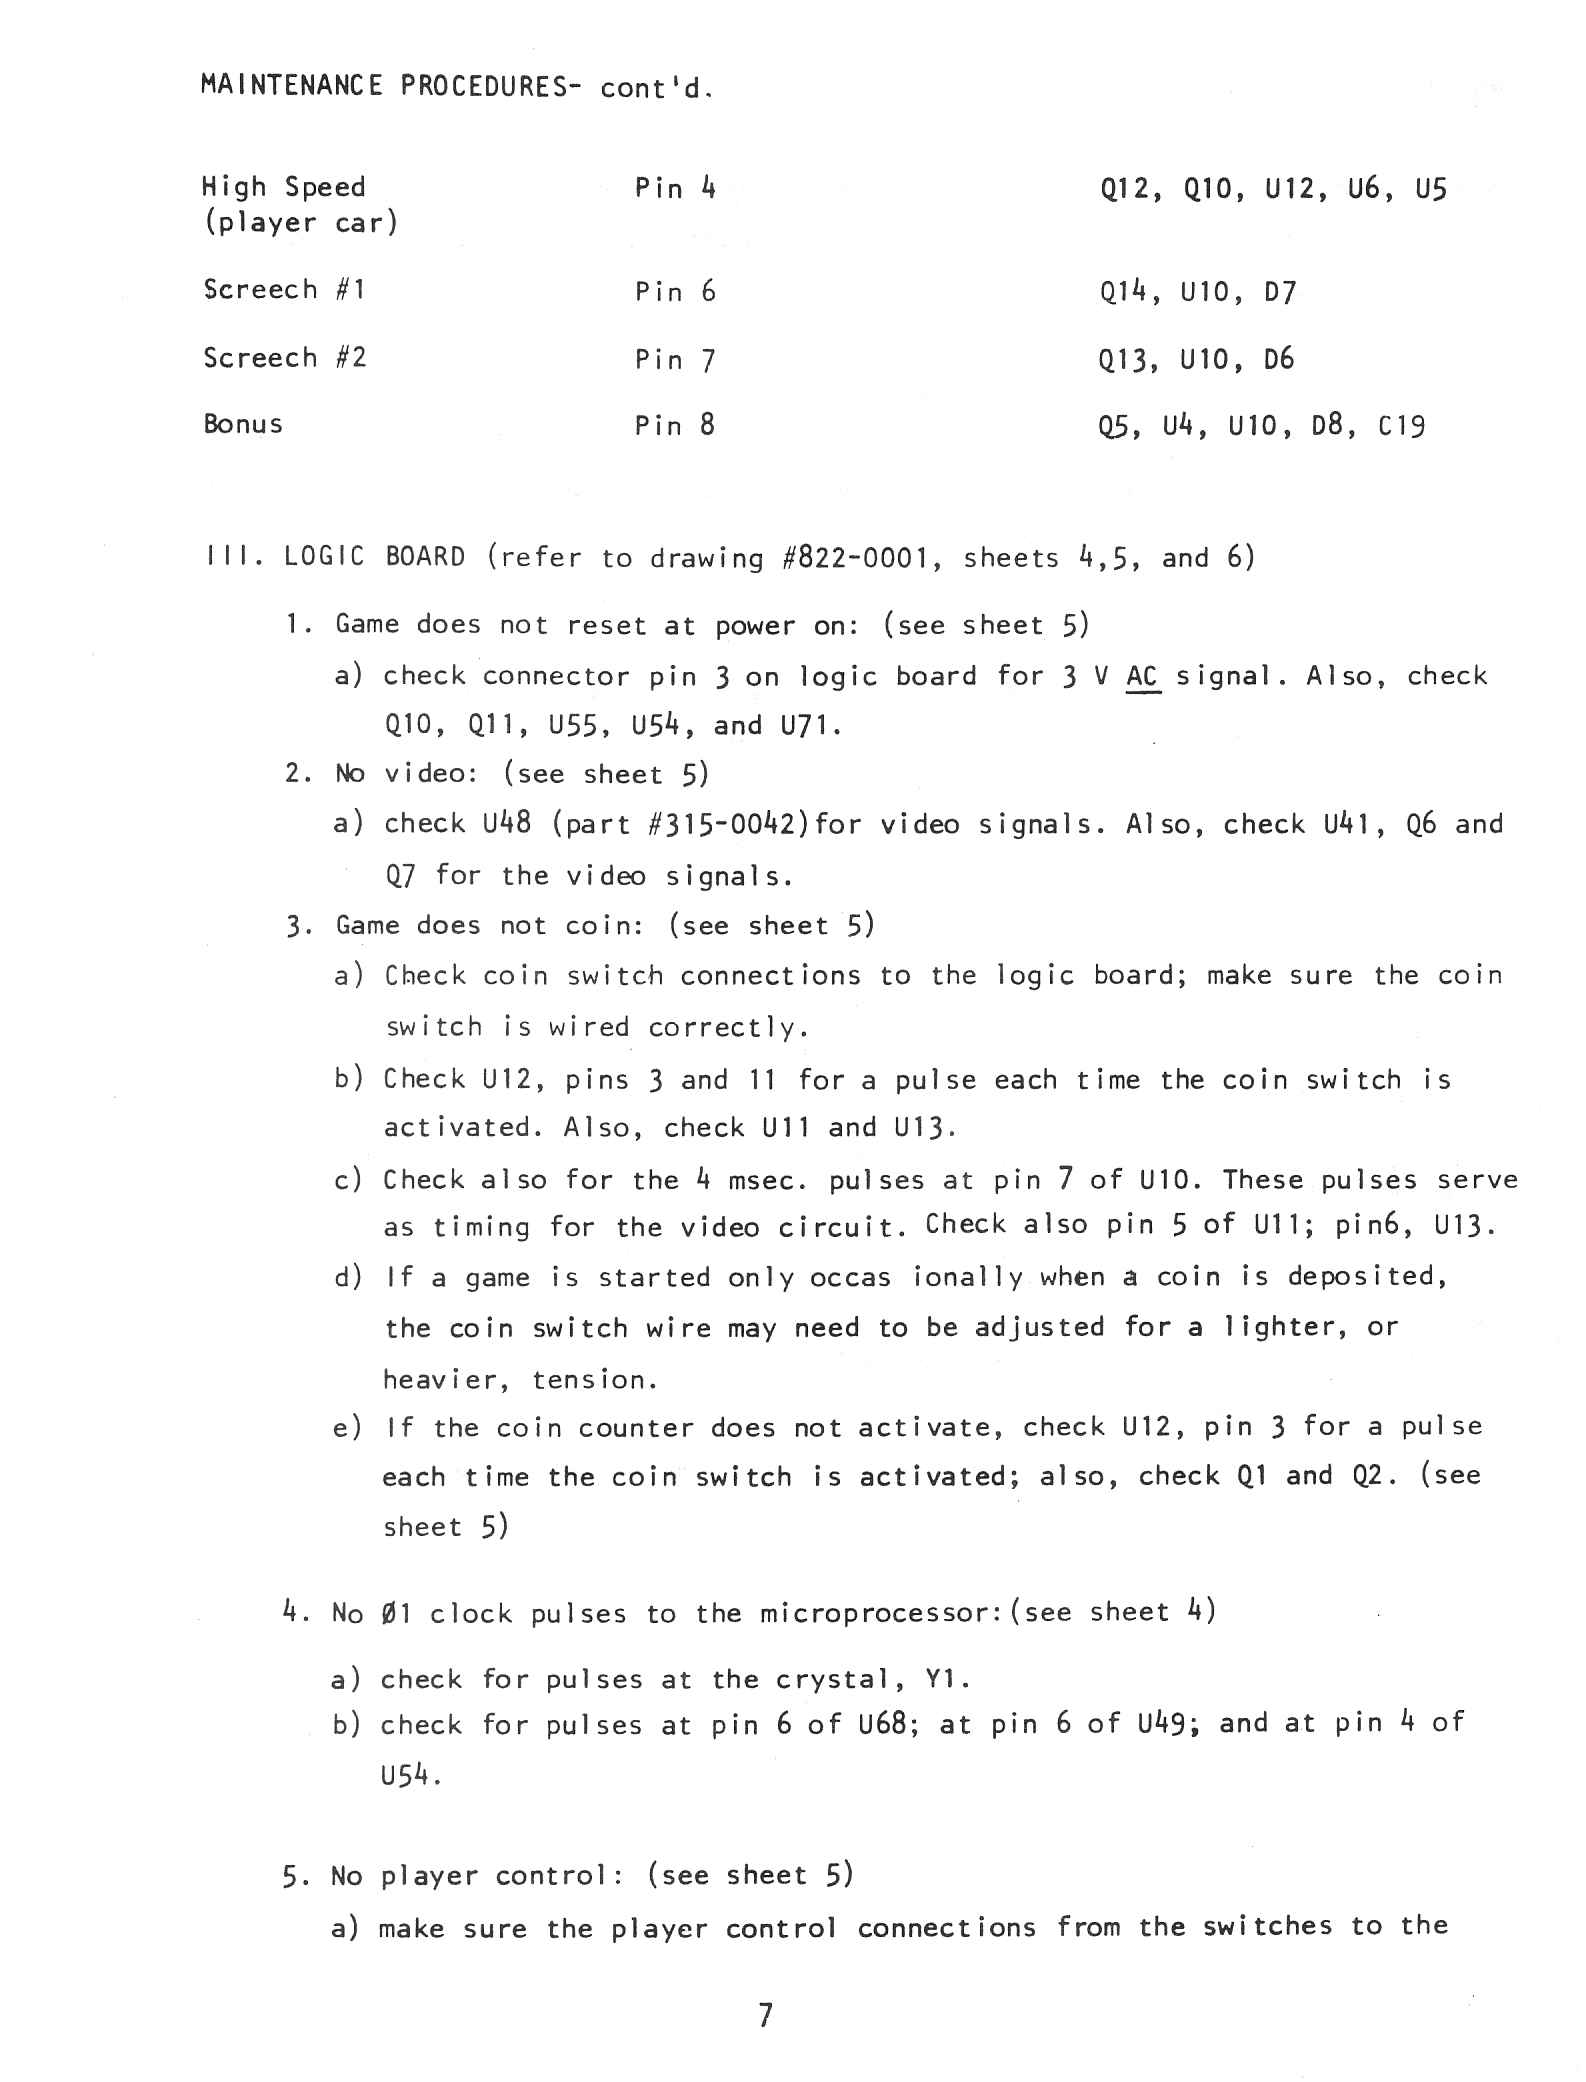 MAINTENANCE PROCEDURES- cont'd.
High Speed Pin 4 Q12, Q10, U12, U6, U5
(player car)
Screech #1 Pin 6 Q14, U10, D7
Screech #2 Pin 7 Q13, U10, D6
Bonus Pin 8 Q5, U4, U10, D8, C19
III. LOGIC BOARD (refer to drawing #822-0001, sheets 4,5, and 6)
1. Game does not reset at power on: (see sheet 5)
a) check connector pin 3 on logic board for 3 V AC signal. Also, check
Q10, Q11, U55, U54, and U71.
2. No video: (see sheet 5)
a) check U48 (part #315-0042)for video signals. Also, check U41, Q6 and
Q7 for the video signals.
3. Game does not coin: (see sheet 5)
a) Check coin switch connections to the logic board; make sure the coin
switch is wired correctly.
b) Check U12, pins 3 and 11 for a pulse each time the coin switch is
activated. Also, check U11 and U13.
c) Check also for the 4 msec. pulses at pin 7 of U10. These pulses serve
as timing for the video circuit. Check also pin 5 of U11; pin6, U13.
d) If a game is started only occas ionally when a coin is deposited,
the coin switch wire may need to be adjusted for a lighter, or
heavier, tension.
e) If the coin counter does not activate, check U12, pin 3 for a pulse
each time the coin switch is activated; also, check Q1 and Q2. (see
sheet 5)
4. No Ø1 clock pulses to the microprocessor:(see sheet 4)
a) check for pulses at the crystal, Y1.
b) check for pulses at pin 6 of U68; at pin 6 of U49; and at pin 4 of
U54.
5. No player control: (see sheet 5)
a) make sure the player control connections from the switches to the
7